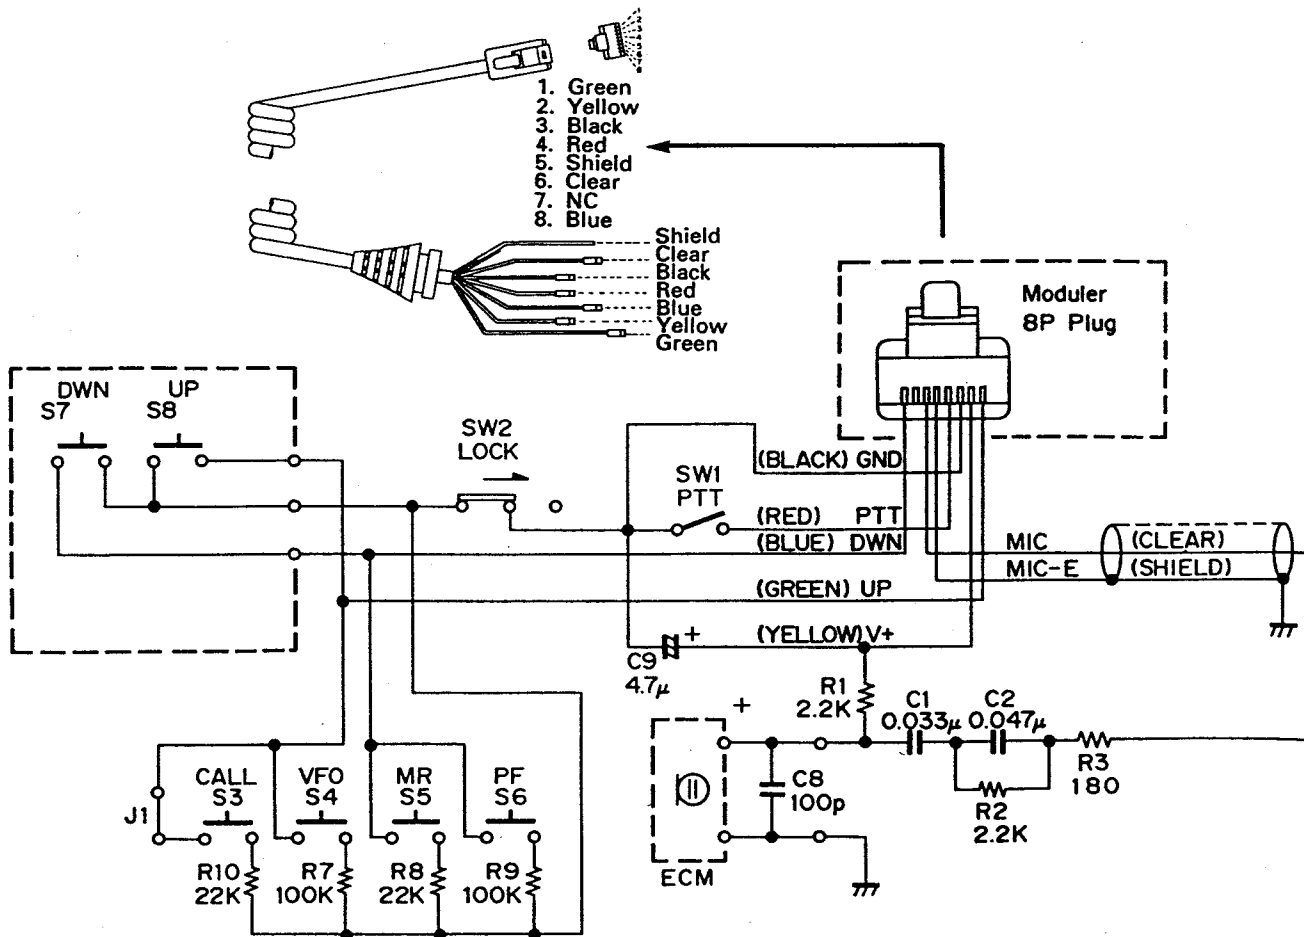 1. Green
2. Yellow
3. Black
4. Red
5. Shield
6. Clear
7. NC
8. Blue
Shield
Clear
Black
Red
Blue
Yellow
Green
Moduler
8P Plug
DWN
S7
UP
S8
SW2
LOCK
SW1
PTT
(BLACK) GND
(RED) PTT
(BLUE) DWN
(GREEN) UP
(YELLOW) V+
MIC
(CLEAR)
MIC-E
(SHIELD)
+
C9
4.7μ
R1
2.2K
C1
0.033μ
C2
0.047μ
R3
180
R2
2.2K
+
C8
100p
ECM
J1
CALL
S3
VFO
S4
MR
S5
PF
S6
R10
22K
R7
100K
R8
22K
R9
100K